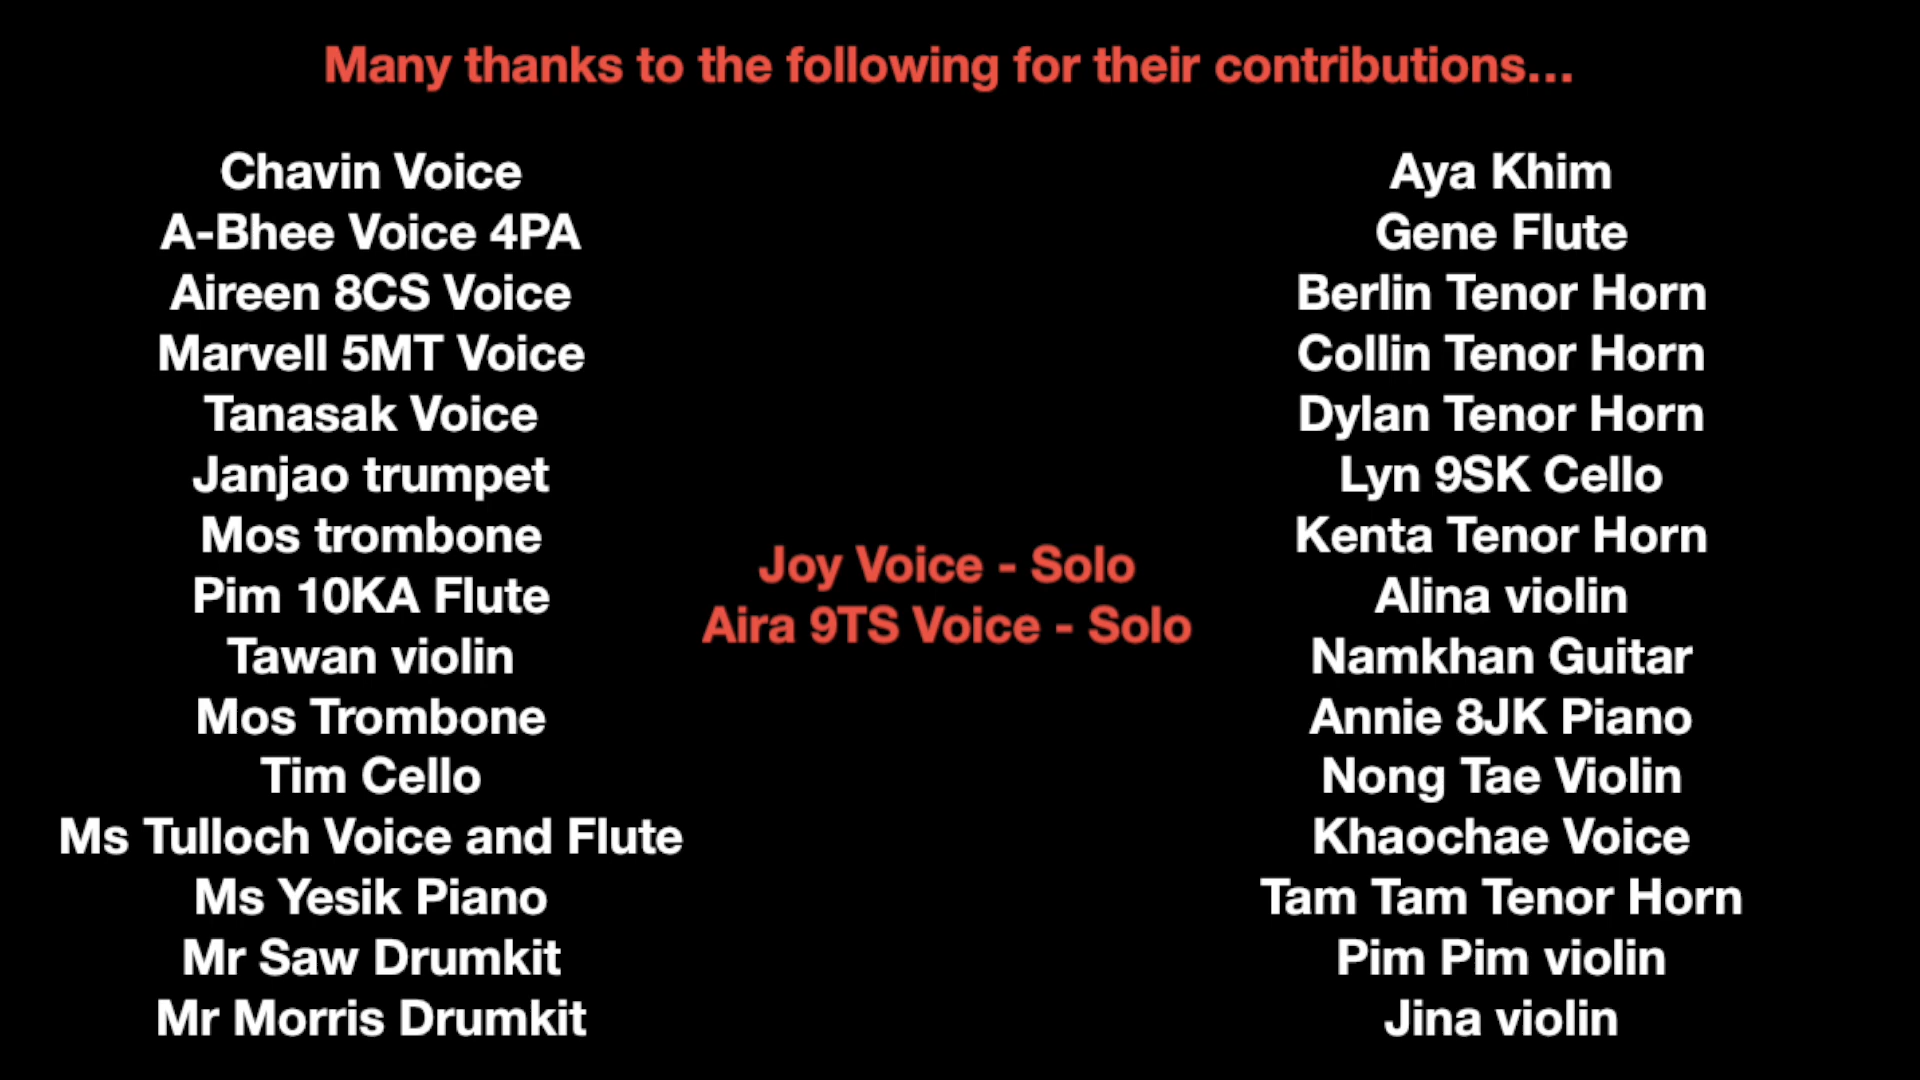 Many thanks to the following for their contributions...
Chavin Voice
A-Bhee Voice 4PA
Aireen 8CS Voice
Marvell 5MT Voice
Tanasak Voice
Janjao trumpet
Mos trombone
Pim 10KA Flute
Tawan violin
Mos Trombone
Tim Cello
Ms Tulloch Voice and Flute
Ms Yesik Piano
Mr Saw Drumkit
Mr Morris Drumkit
Joy Voice - Solo
Aira 9TS Voice - Solo
Aya Khim
Gene Flute
Berlin Tenor Horn
Collin Tenor Horn
Dylan Tenor Horn
Lyn 9SK Cello
Kenta Tenor Horn
Alina violin
Namkhan Guitar
Annie 8JK Piano
Nong Tae Violin
Khaochae Voice
Tam Tam Tenor Horn
Pim Pim violin
Jina violin